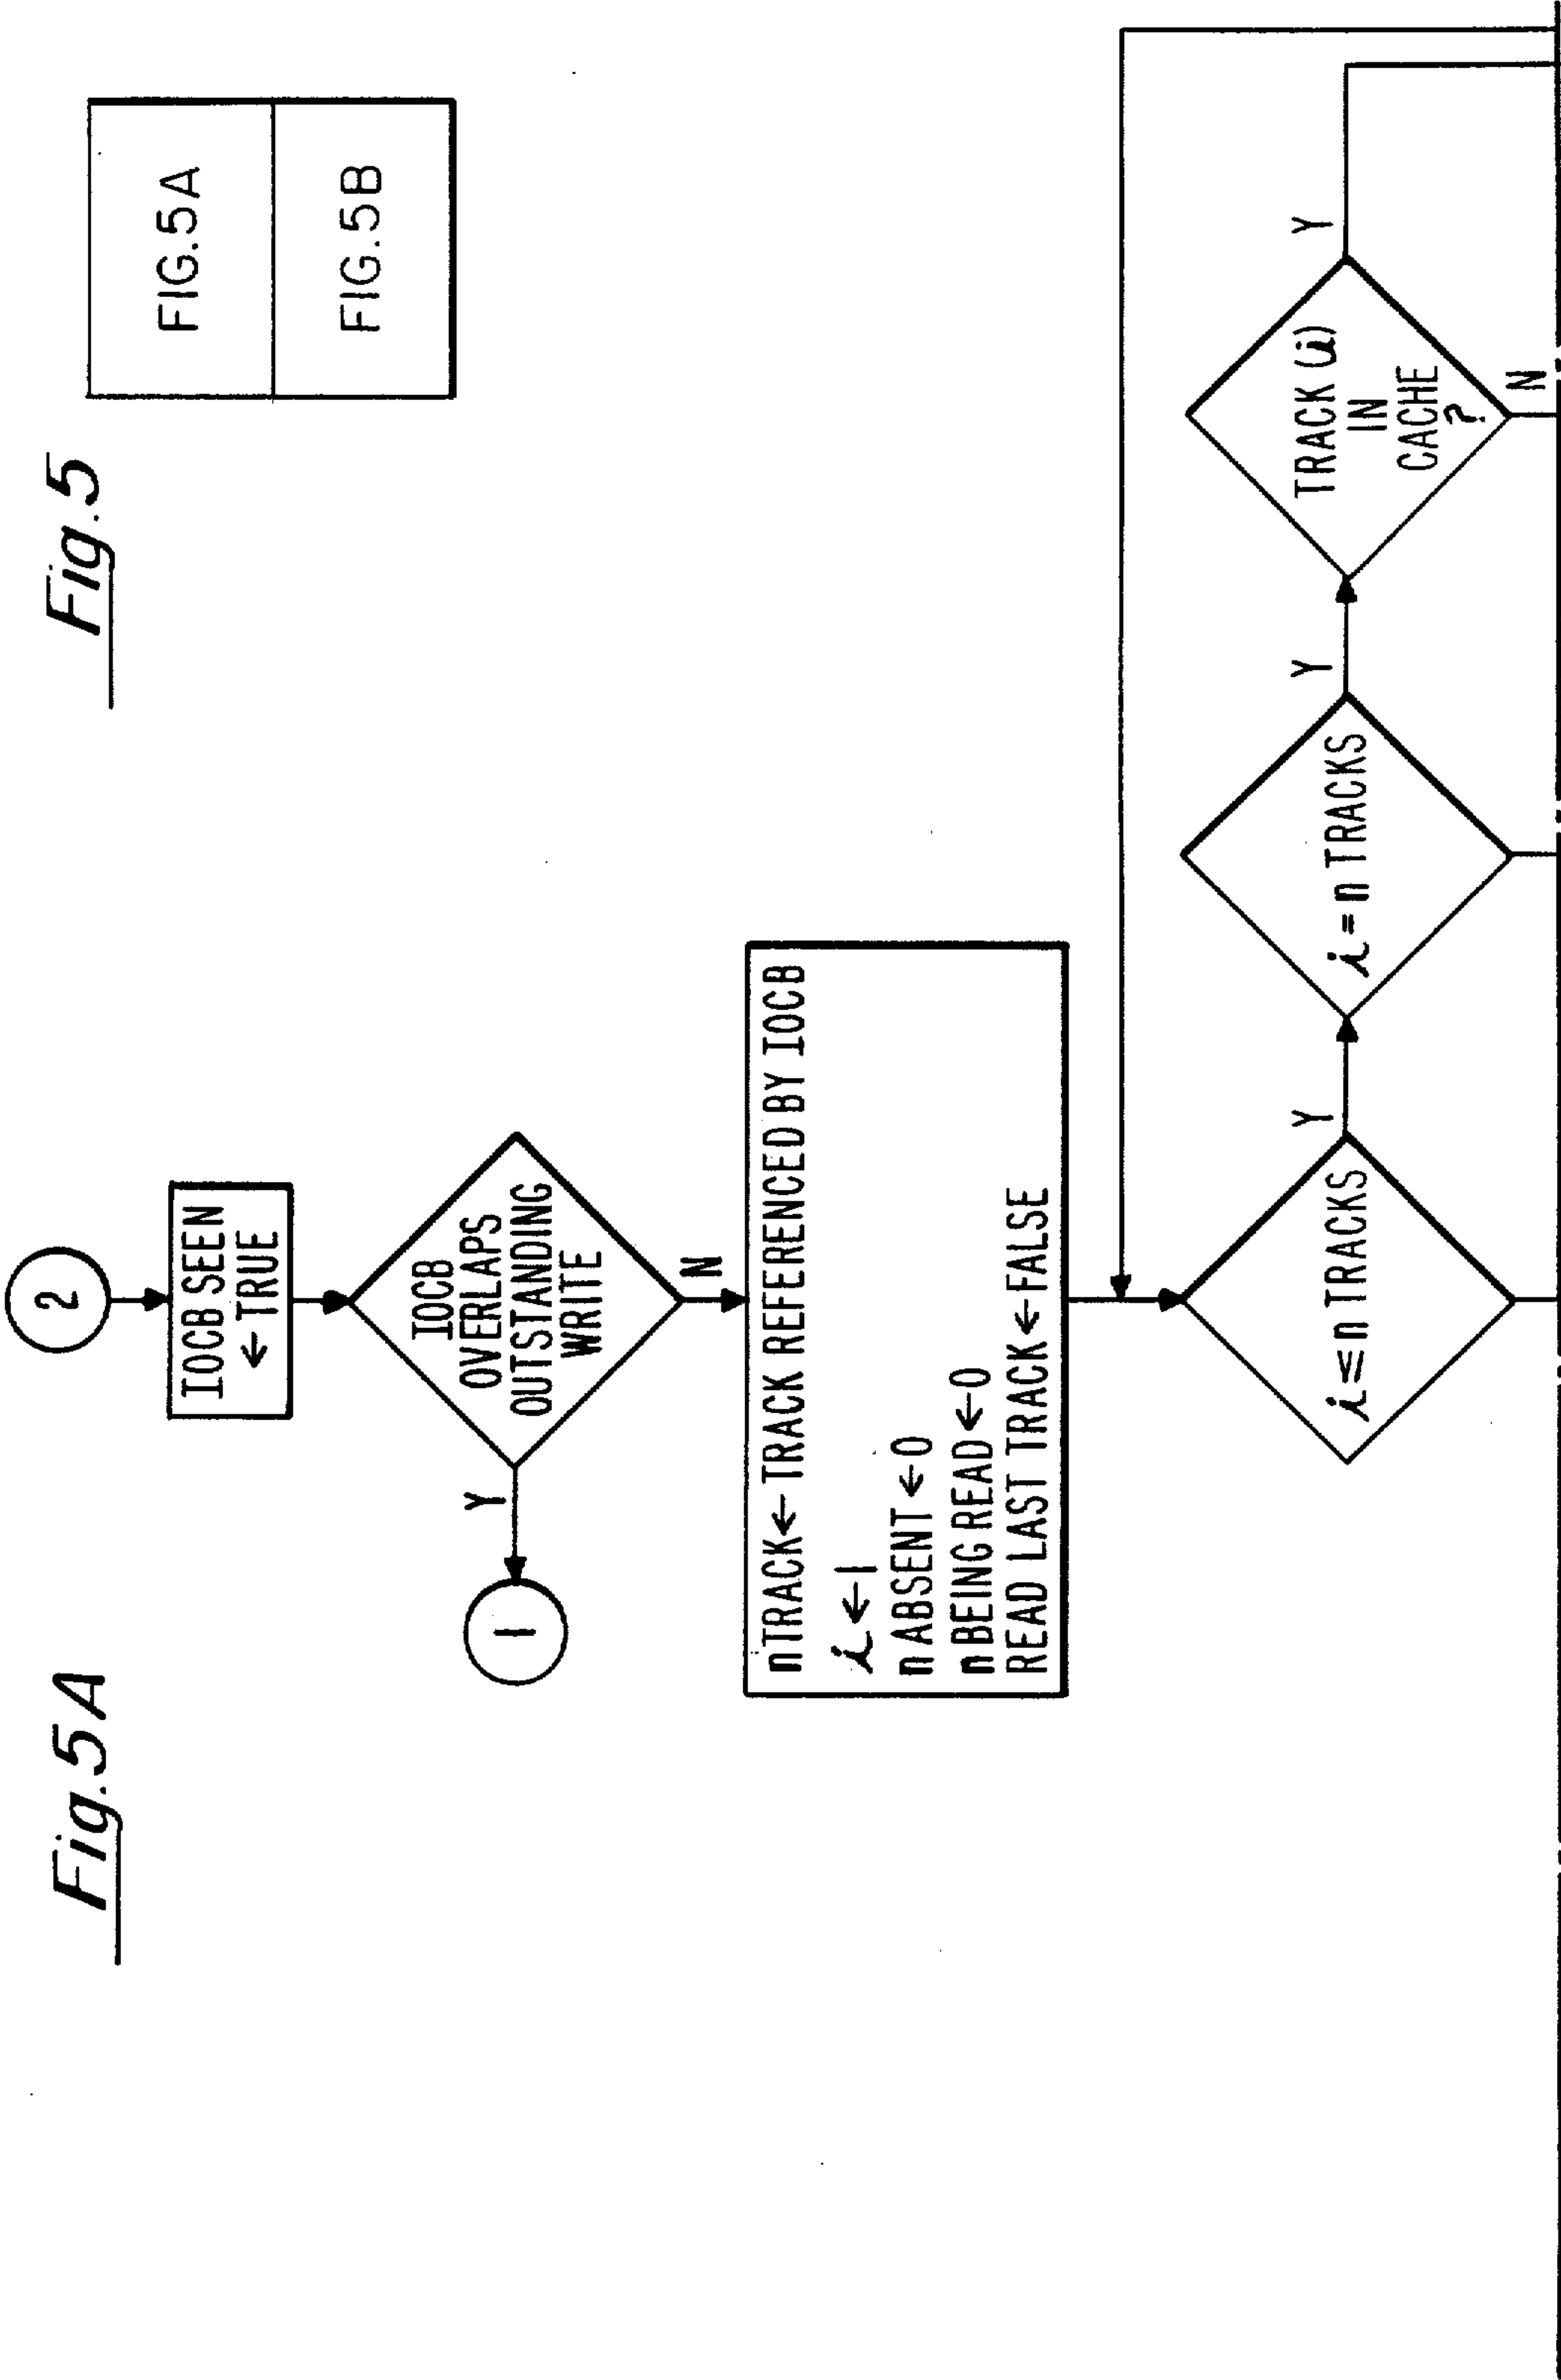 Fig.5A
Fig.5
FIG.5A
FIG.5B
2
IOCB SEEN
← TRUE
IOCB
OVERLAPS
OUTSTANDING
WRITE
Y
1
N
n TRACK ← TRACK REFERENCED BY IOCB
i ← 1
n ABSENT ← 0
n BEING READ ← 0
READ LAST TRACK ← FALSE
i ≤ n TRACKS
Y
i = n TRACKS
Y
TRACK (i)
IN
CACHE
?
Y
N